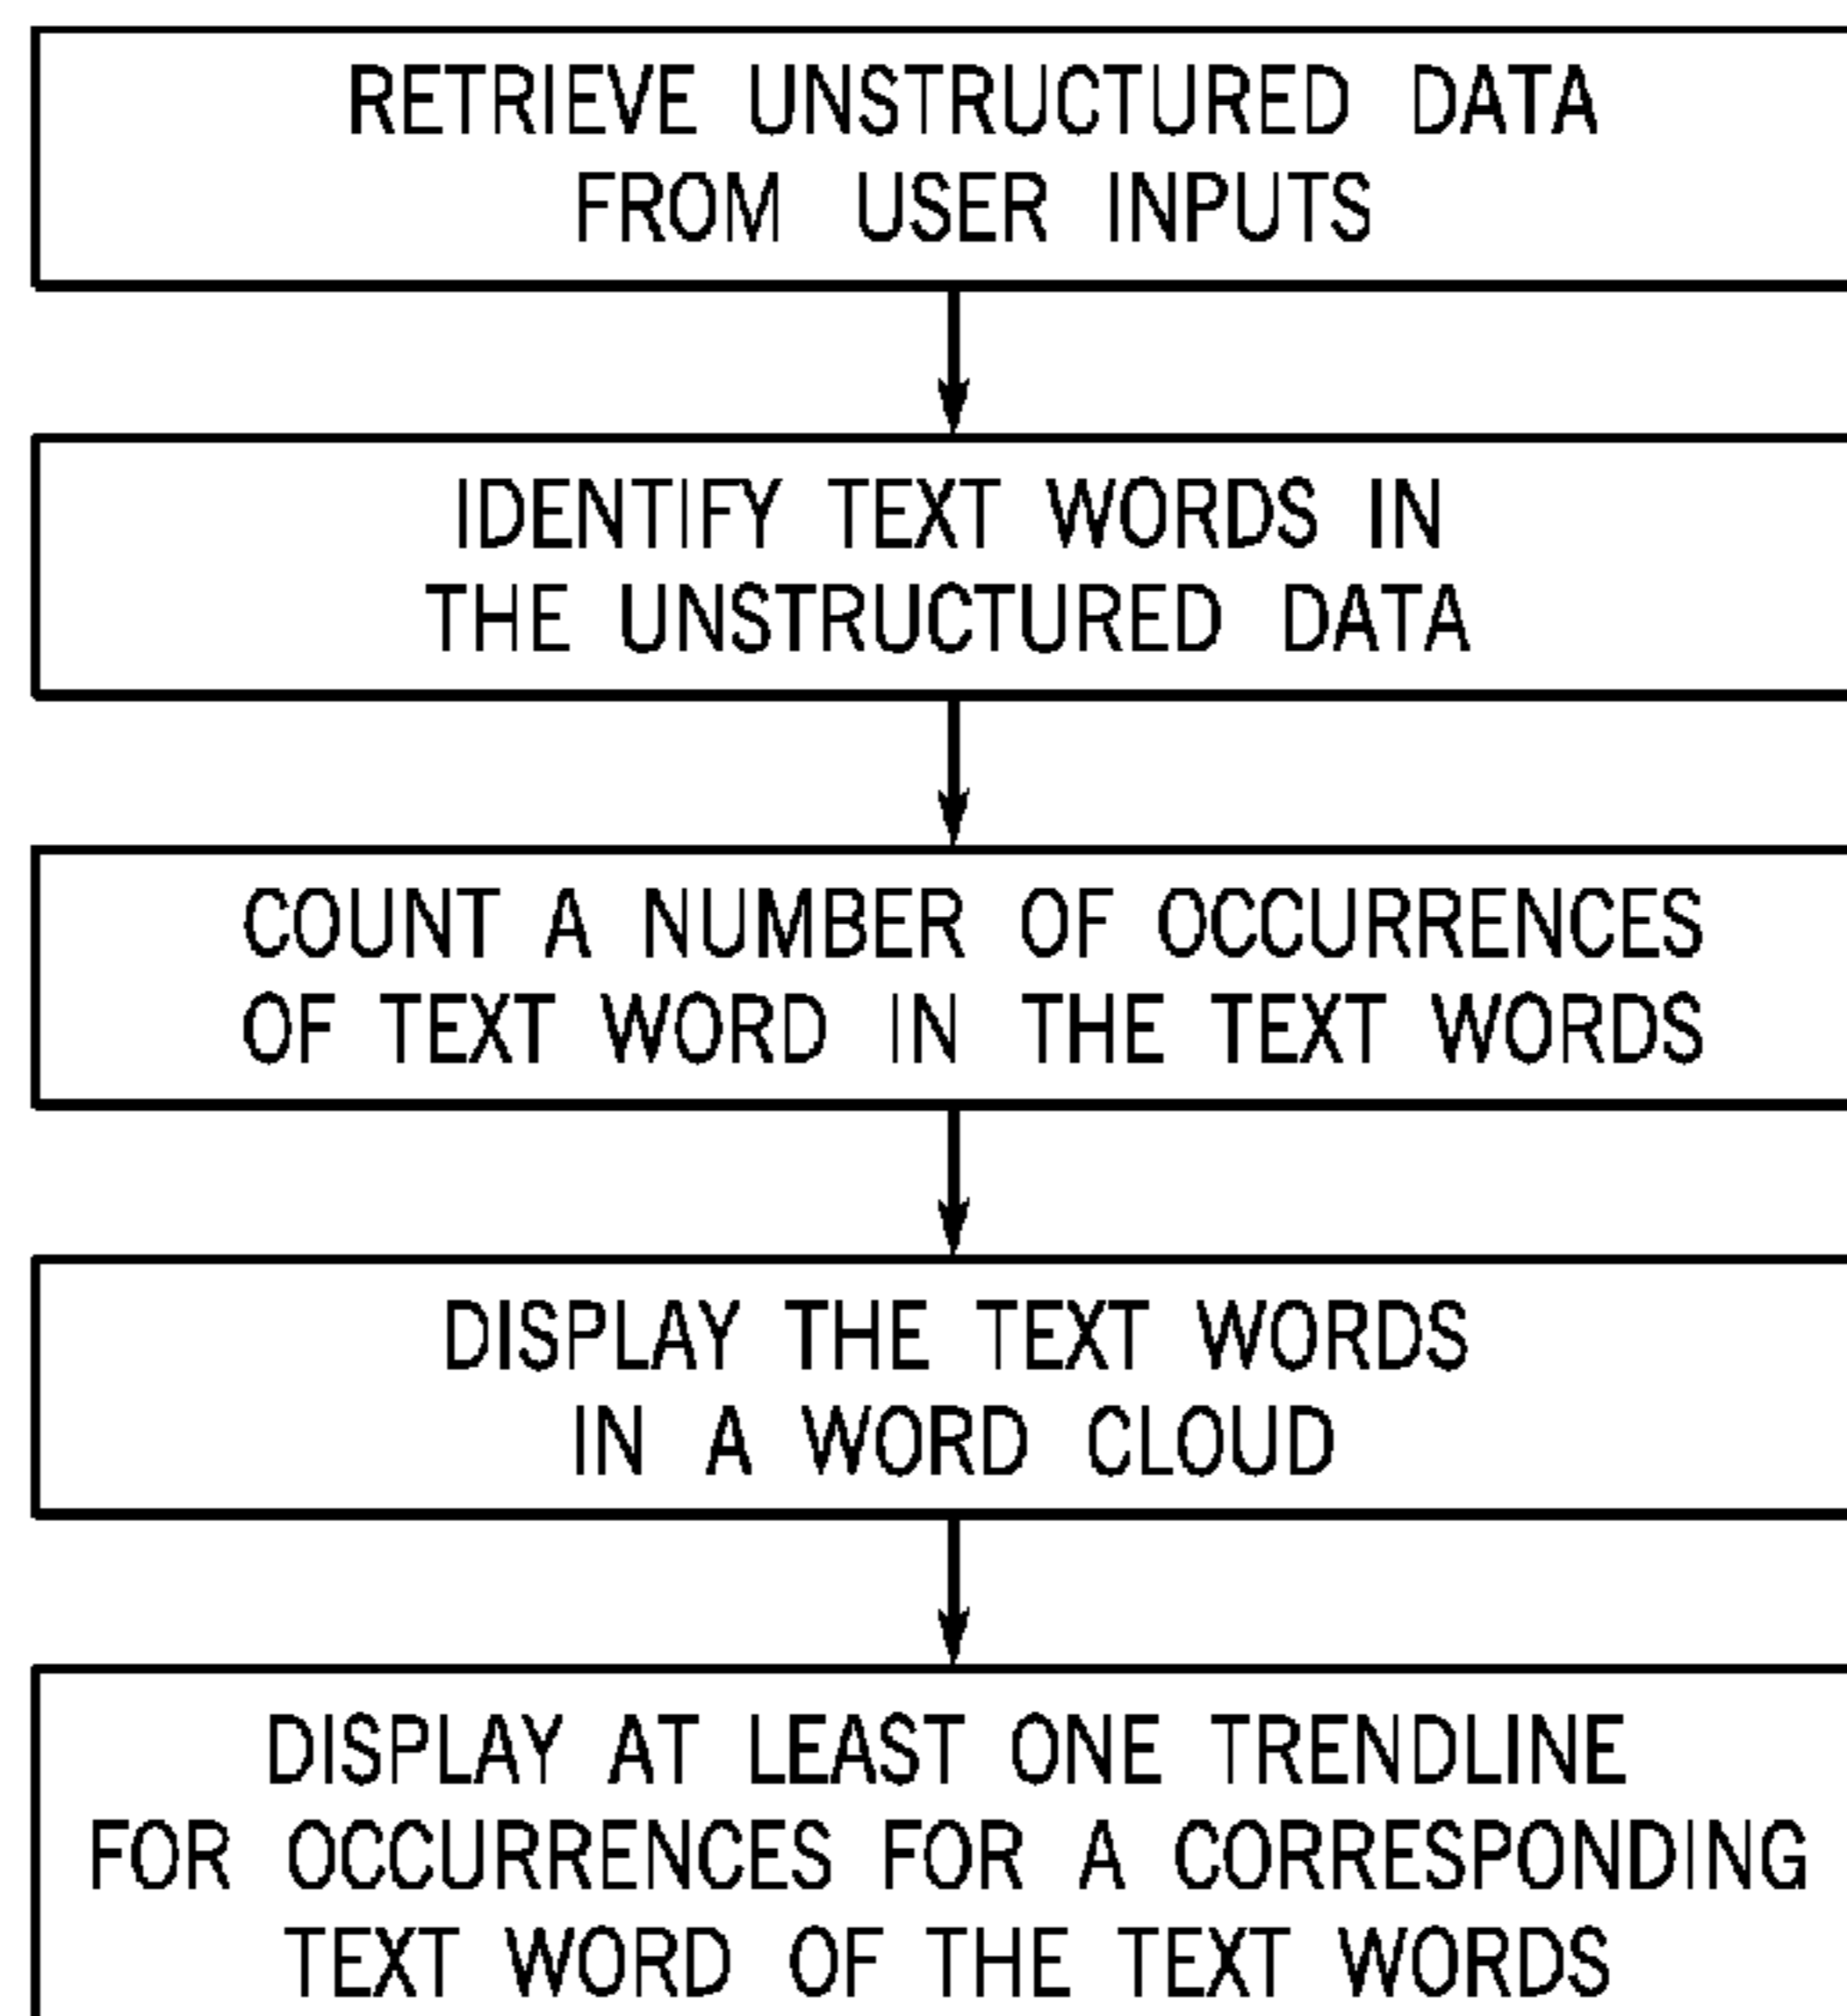 RETRIEVE UNSTRUCTURED DATA
FROM USER INPUTS
IDENTIFY TEXT WORDS IN
THE UNSTRUCTURED DATA
COUNT A NUMBER OF OCCURRENCES
OF TEXT WORD IN THE TEXT WORDS
DISPLAY THE TEXT WORDS
IN A WORD CLOUD
DISPLAY AT LEAST ONE TRENDLINE
FOR OCCURRENCES FOR A CORRESPONDING
TEXT WORD OF THE TEXT WORDS